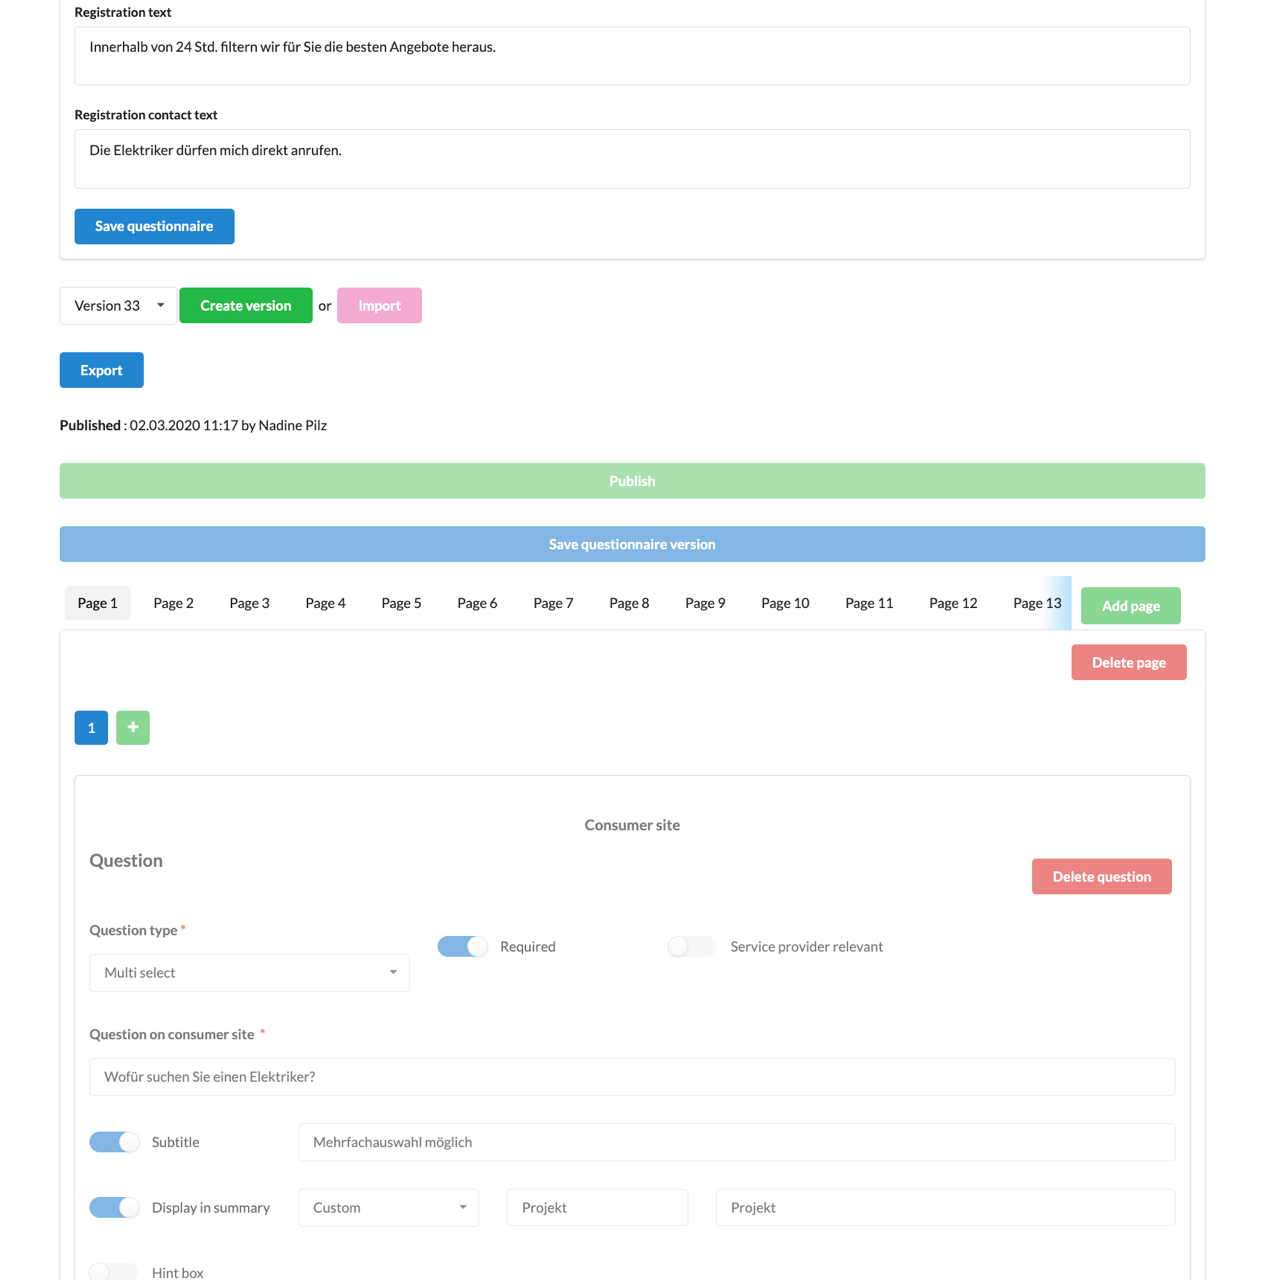 Registration text
Innerhalb von 24 Std. filtern wir für Sie die besten Angebote heraus.
Registration contact text
Die Elektriker dürfen mich direkt anrufen.
Save questionnaire
Version 33 Create version or Import
Export
Published : 02.03.2020 11:17 by Nadine Pilz
Publish
Save questionnaire version
Page 1 Page 2 Page 3 Page 4 Page 5 Page 6 Page 7 Page 8 Page 9 Page 10 Page 11 Page 12 Page 13 Add page
Delete page
1 +
Consumer site
Question
Delete question
Question type *
Required Service provider relevant
Multi select
Question on consumer site *
Wofür suchen Sie einen Elektriker?
Subtitle Mehrfachauswahl möglich
Display in summary Custom Projekt Projekt
Hint box